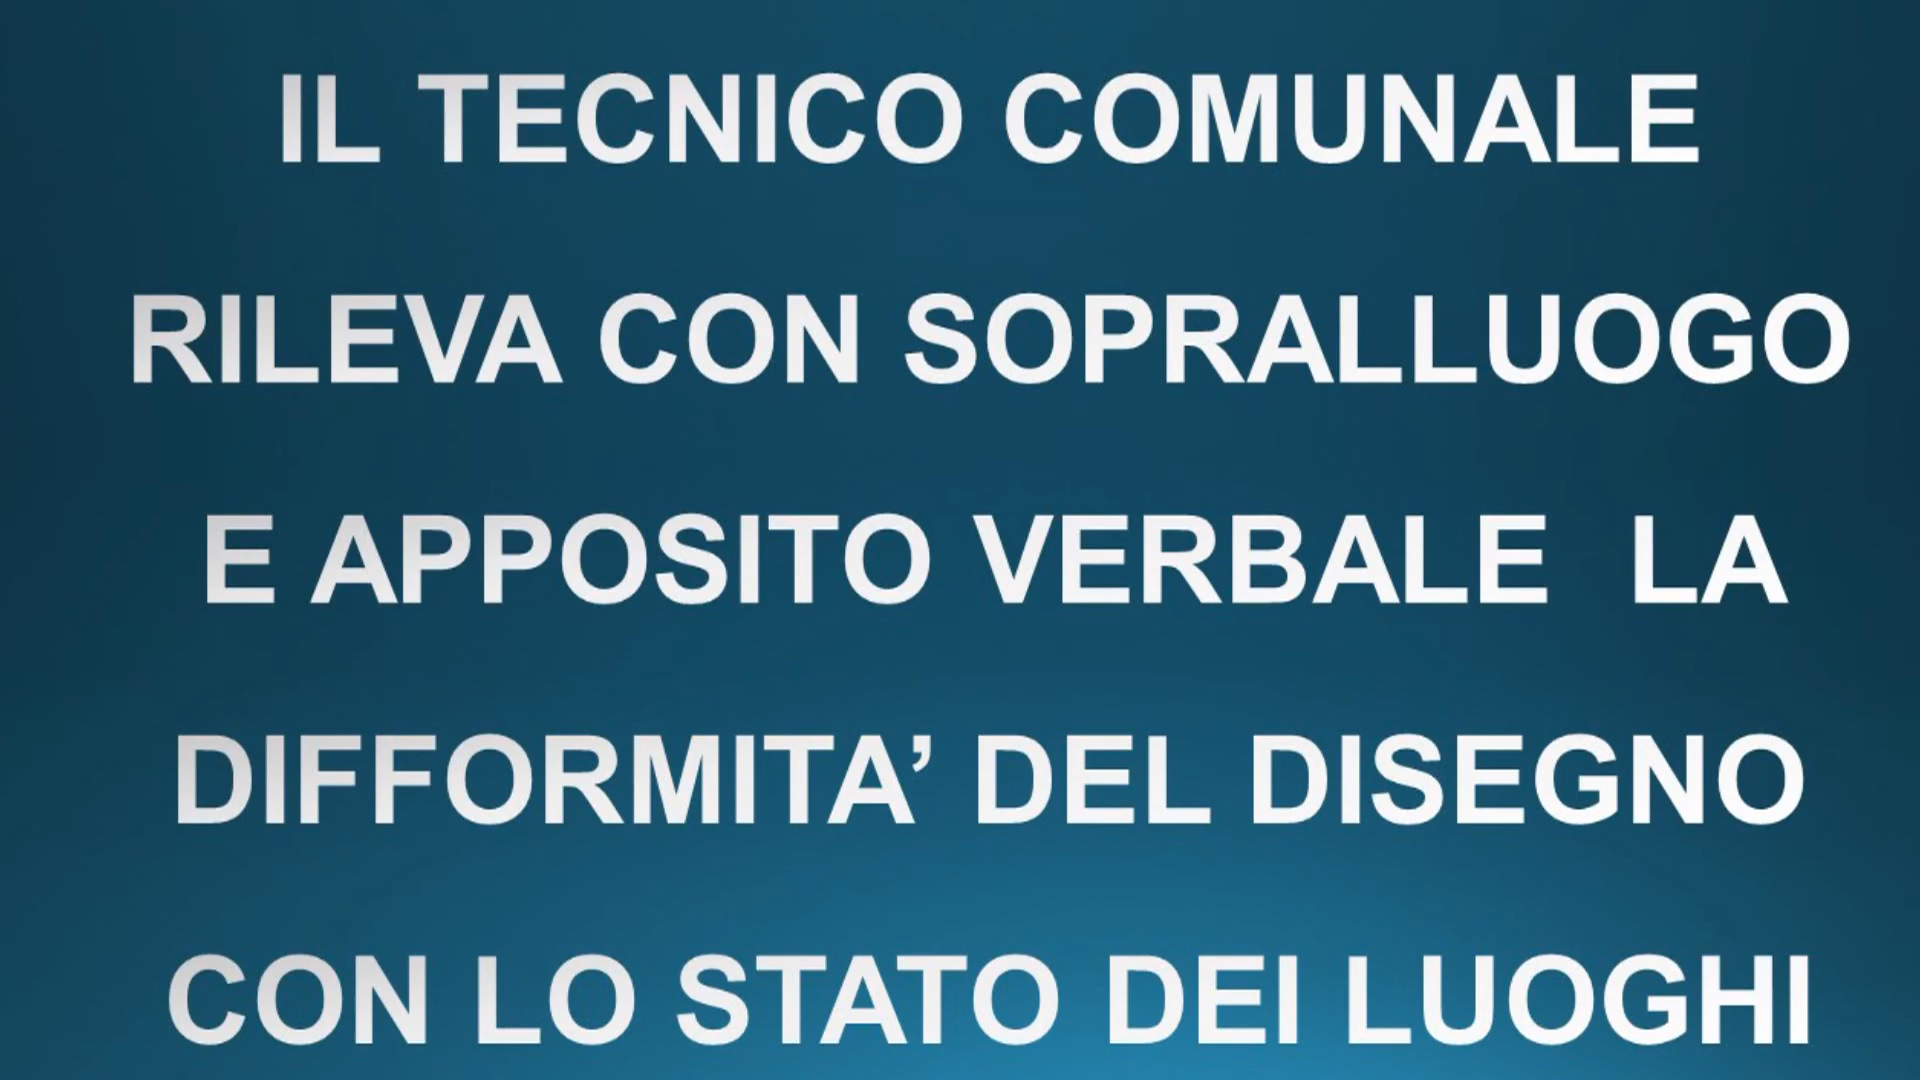 IL TECNICO COMUNALE
RILEVA CON SOPRALLUOGO
E APPOSITO VERBALE  LA
DIFFORMITA’ DEL DISEGNO
CON LO STATO DEI LUOGHI